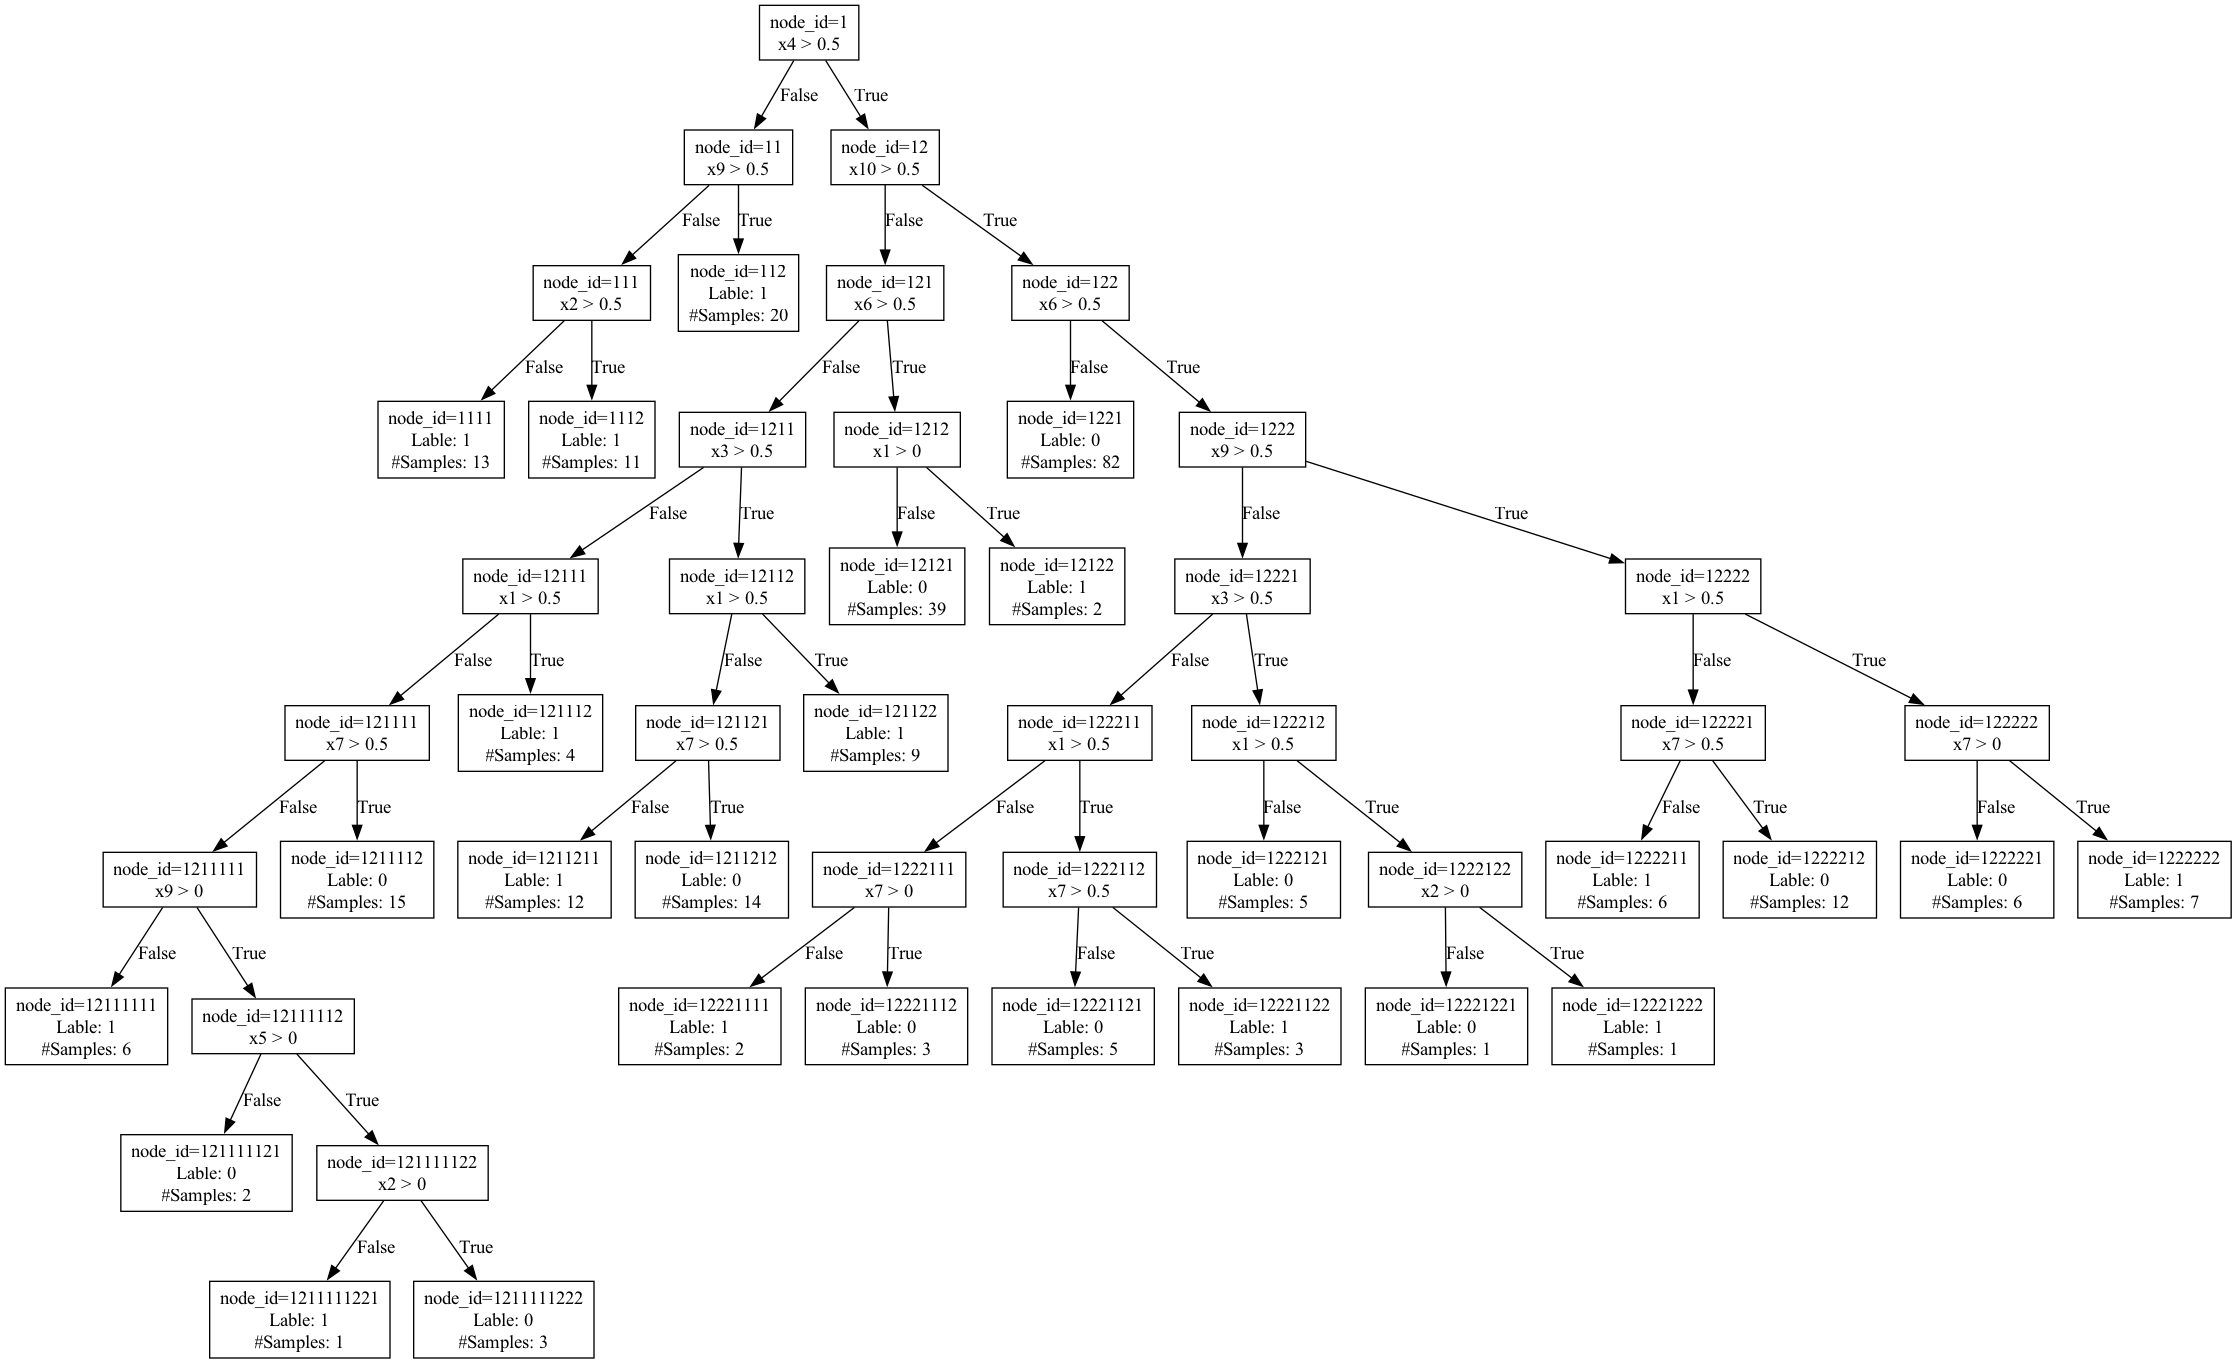 node_id=1
x4 > 0.5
False
True
node_id=11
x9 > 0.5
node_id=12
x10 > 0.5
False
True
False
True
node_id=111
x2 > 0.5
node_id=112
Lable: 1
#Samples: 20
node_id=121
x6 > 0.5
node_id=122
x6 > 0.5
False
True
False
True
False
True
node_id=1111
Lable: 1
#Samples: 13
node_id=1112
Lable: 1
#Samples: 11
node_id=1211
x3 > 0.5
node_id=1212
x1 > 0
node_id=1221
Lable: 0
#Samples: 82
node_id=1222
x9 > 0.5
False
True
False
True
False
True
node_id=12111
x1 > 0.5
node_id=12112
x1 > 0.5
node_id=12121
Lable: 0
#Samples: 39
node_id=12122
Lable: 1
#Samples: 2
node_id=12221
x3 > 0.5
node_id=12222
x1 > 0.5
False
True
False
True
False
True
False
True
node_id=121111
x7 > 0.5
node_id=121112
Lable: 1
#Samples: 4
node_id=121121
x7 > 0.5
node_id=121122
Lable: 1
#Samples: 9
node_id=122211
x1 > 0.5
node_id=122212
x1 > 0.5
node_id=122221
x7 > 0.5
node_id=122222
x7 > 0
False
True
False
True
False
True
False
True
False
True
False
True
node_id=1211111
x9 > 0
node_id=1211112
Lable: 0
#Samples: 15
node_id=1211211
Lable: 1
#Samples: 12
node_id=1211212
Lable: 0
#Samples: 14
node_id=1222111
x7 > 0
node_id=1222112
x7 > 0.5
node_id=1222121
Lable: 0
#Samples: 5
node_id=1222122
x2 > 0
node_id=1222211
Lable: 1
#Samples: 6
node_id=1222212
Lable: 0
#Samples: 12
node_id=1222221
Lable: 0
#Samples: 6
node_id=1222222
Lable: 1
#Samples: 7
False
True
False
True
False
True
False
True
node_id=12111111
Lable: 1
#Samples: 6
node_id=12111112
x5 > 0
node_id=12221111
Lable: 1
#Samples: 2
node_id=12221112
Lable: 0
#Samples: 3
node_id=12221121
Lable: 0
#Samples: 5
node_id=12221122
Lable: 1
#Samples: 3
node_id=12221221
Lable: 0
#Samples: 1
node_id=12221222
Lable: 1
#Samples: 1
False
True
node_id=121111121
Lable: 0
#Samples: 2
node_id=121111122
x2 > 0
False
True
node_id=1211111221
Lable: 1
#Samples: 1
node_id=1211111222
Lable: 0
#Samples: 3